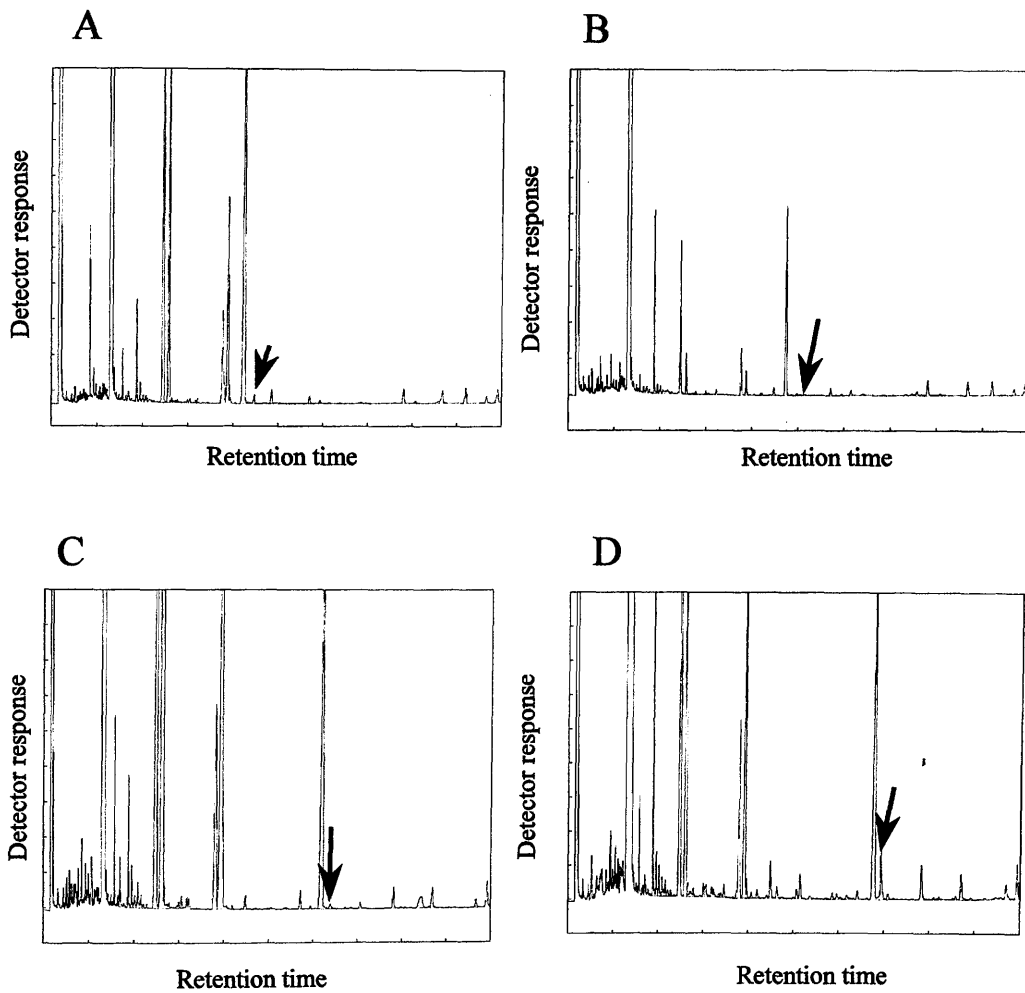 A
Detector response
Retention time
B
Detector response
Retention time
C
Detector response
Retention time
D
Detector response
Retention time